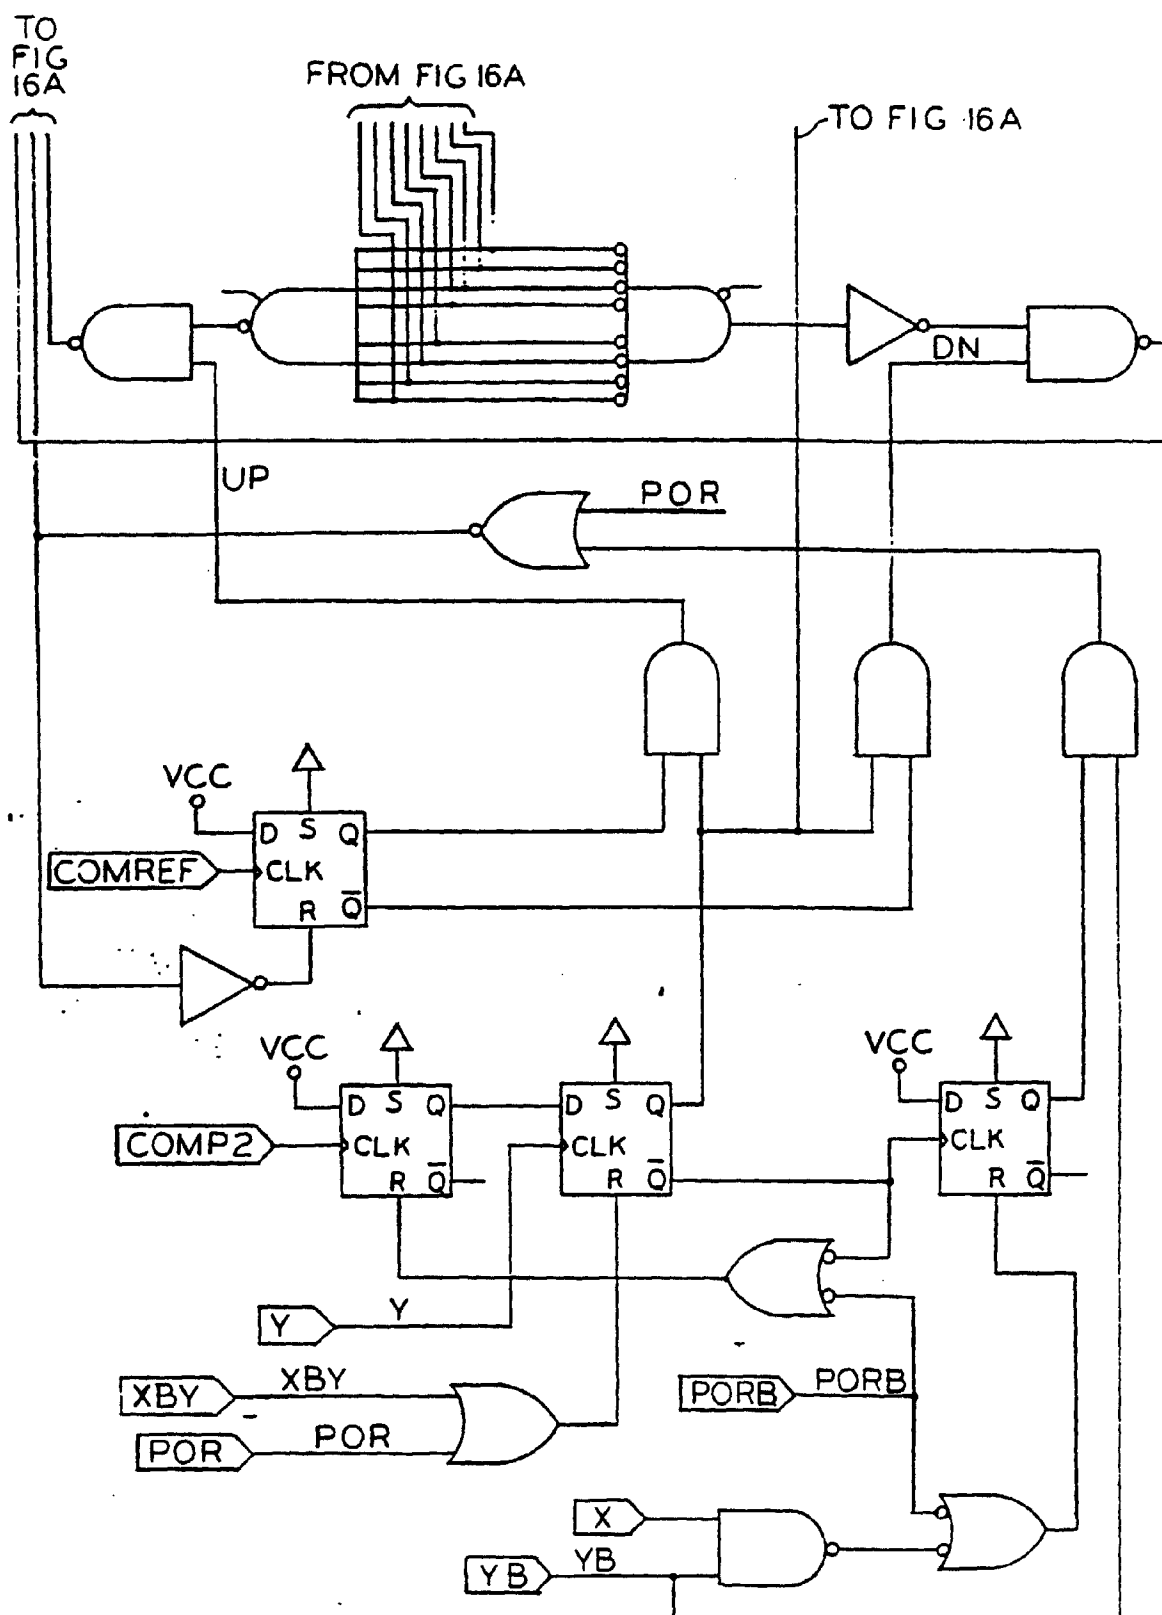 TO
FIG
16A
FROM FIG 16A
TO FIG 16A
DN
UP
POR
VCC
D S Q
COMREF
CLK
R Q̅
VCC
D S Q
COMP2
CLK
R Q̅
D S Q
CLK
R Q̅
VCC
D S Q
CLK
R Q̅
Y
Y
XBY
XBY
POR
POR
PORB
PORB
X
YB
YB